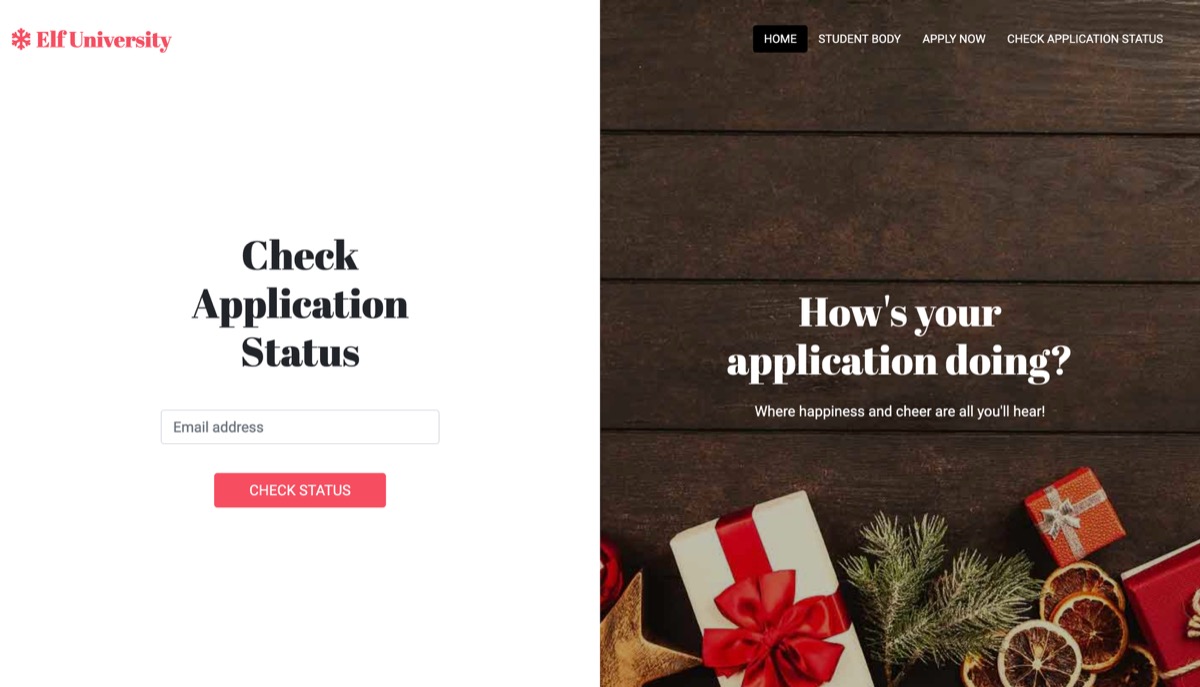 Elf University
HOME STUDENT BODY APPLY NOW CHECK APPLICATION STATUS
Check
Application
Status
Email address
CHECK STATUS
How's your
application doing?
Where happiness and cheer are all you'll hear!